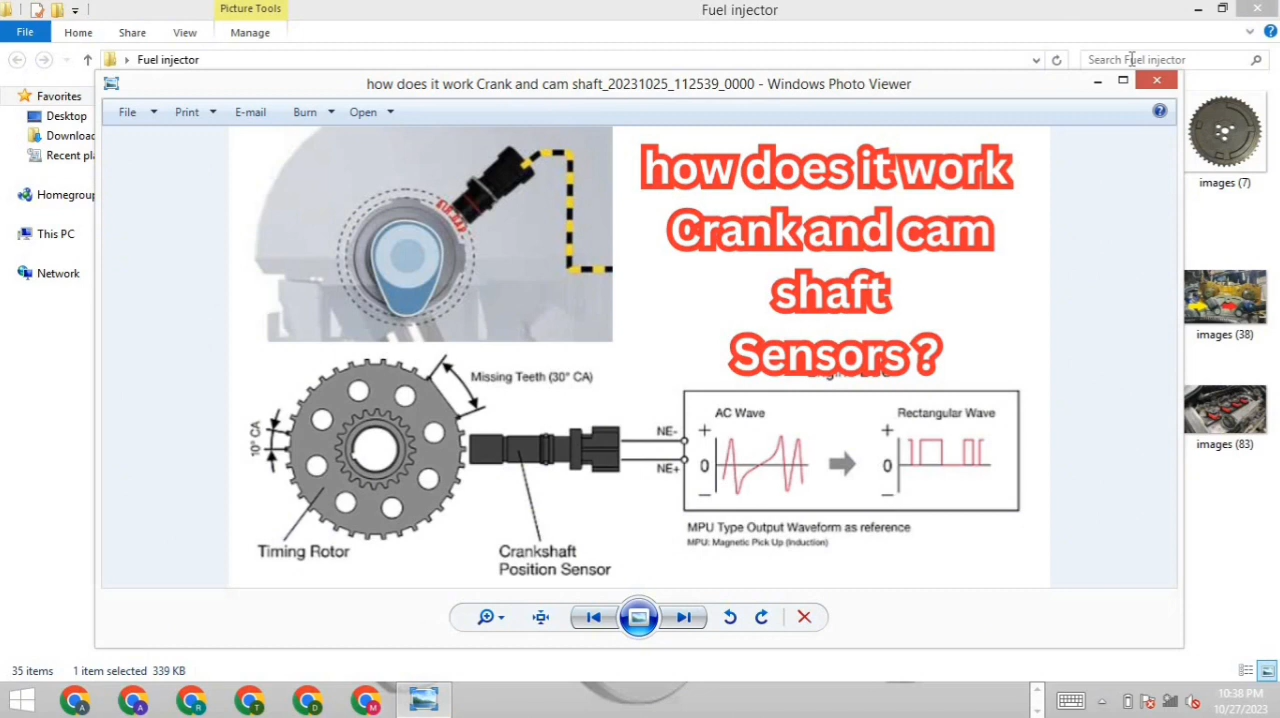 Picture Tools
Fuel injector
File
Home
Share
View
Manage
Fuel injector
Search Fuel injector
how does it work Crank and cam shaft_20231025_112539_0000 - Windows Photo Viewer
Favorites
Desktop
Download
Recent pl
Homegroup
This PC
Network
File
Print
E-mail
Burn
Open
how does it work
Crank and cam
shaft
Sensors ?
Missing Teeth (30° CA)
10° CA
Timing Rotor
Crankshaft
Position Sensor
NE-
NE+
AC Wave
+
0
–
Rectangular Wave
+
0
–
MPU Type Output Waveform as reference
MPU: Magnetic Pick Up (Induction)
images (7)
images (38)
images (83)
35 items
1 item selected 339 KB
A
A
R
T
D
M
10:38 PM
10/27/2023